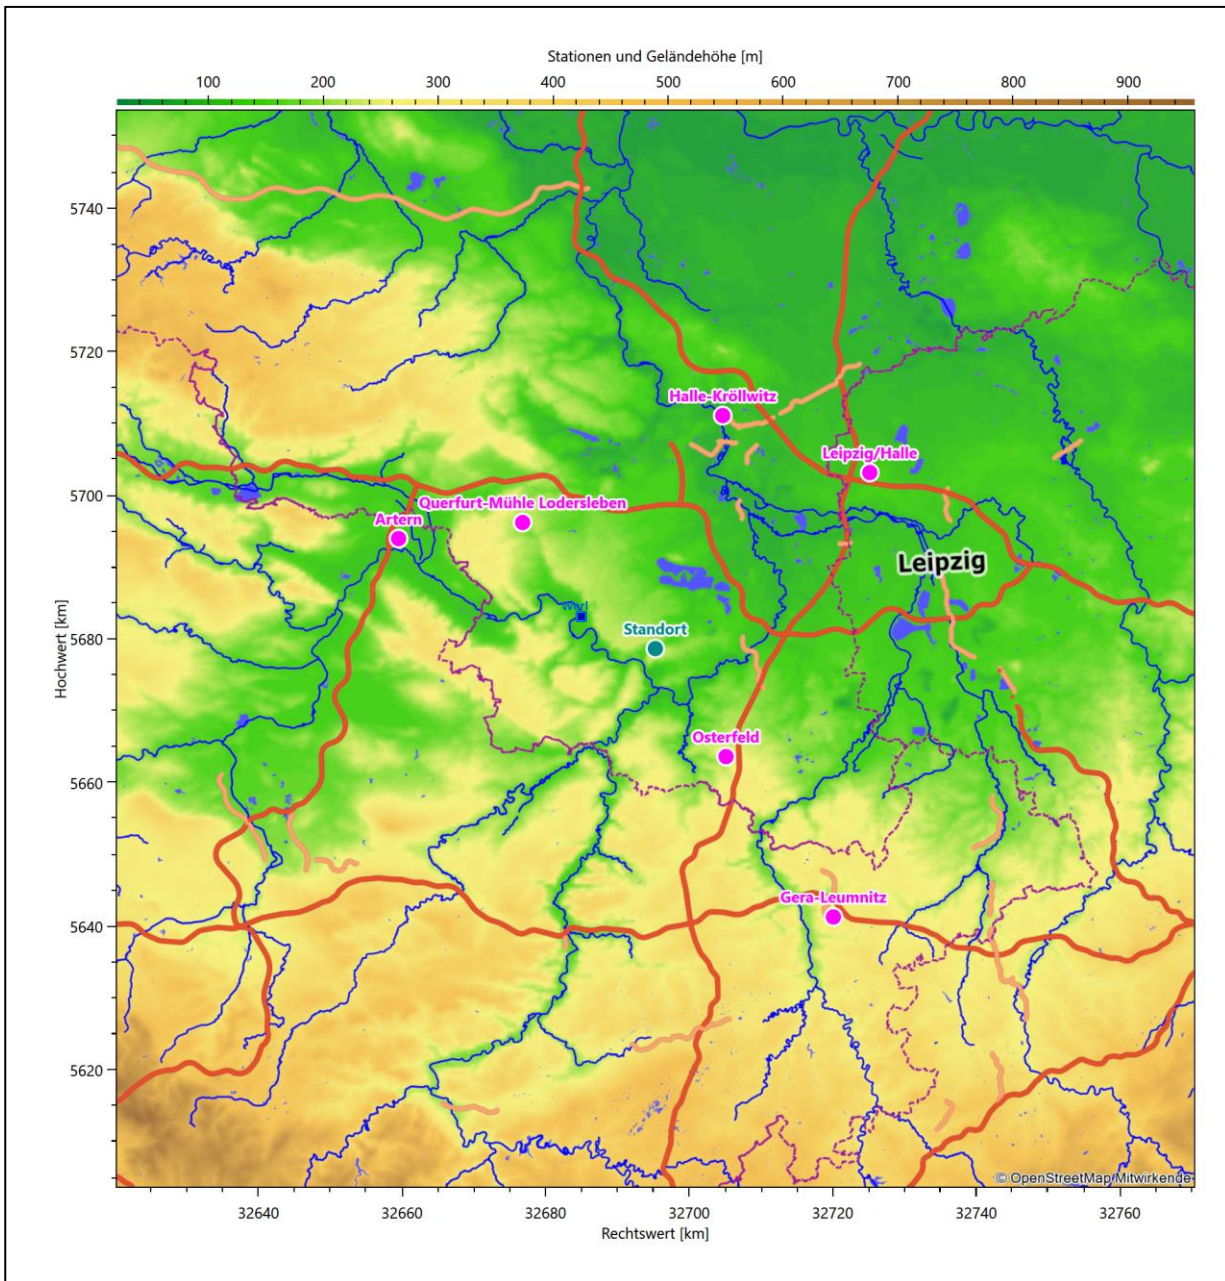 Stationen und Geländehöhe [m]
100 200 300 400 500 600 700 800 900
5740
5720
Halle-Kröllwitz
Leipzig/Halle
5700
Querfurt-Mühle Lodersleben
Artern
Leipzig
5680
Standort
Hochwert [km]
Osterfeld
5660
Gera-Leumnitz
5640
5620
© OpenStreetMap Mitwirkende
32640 32660 32680 32700 32720 32740 32760
Rechtswert [km]